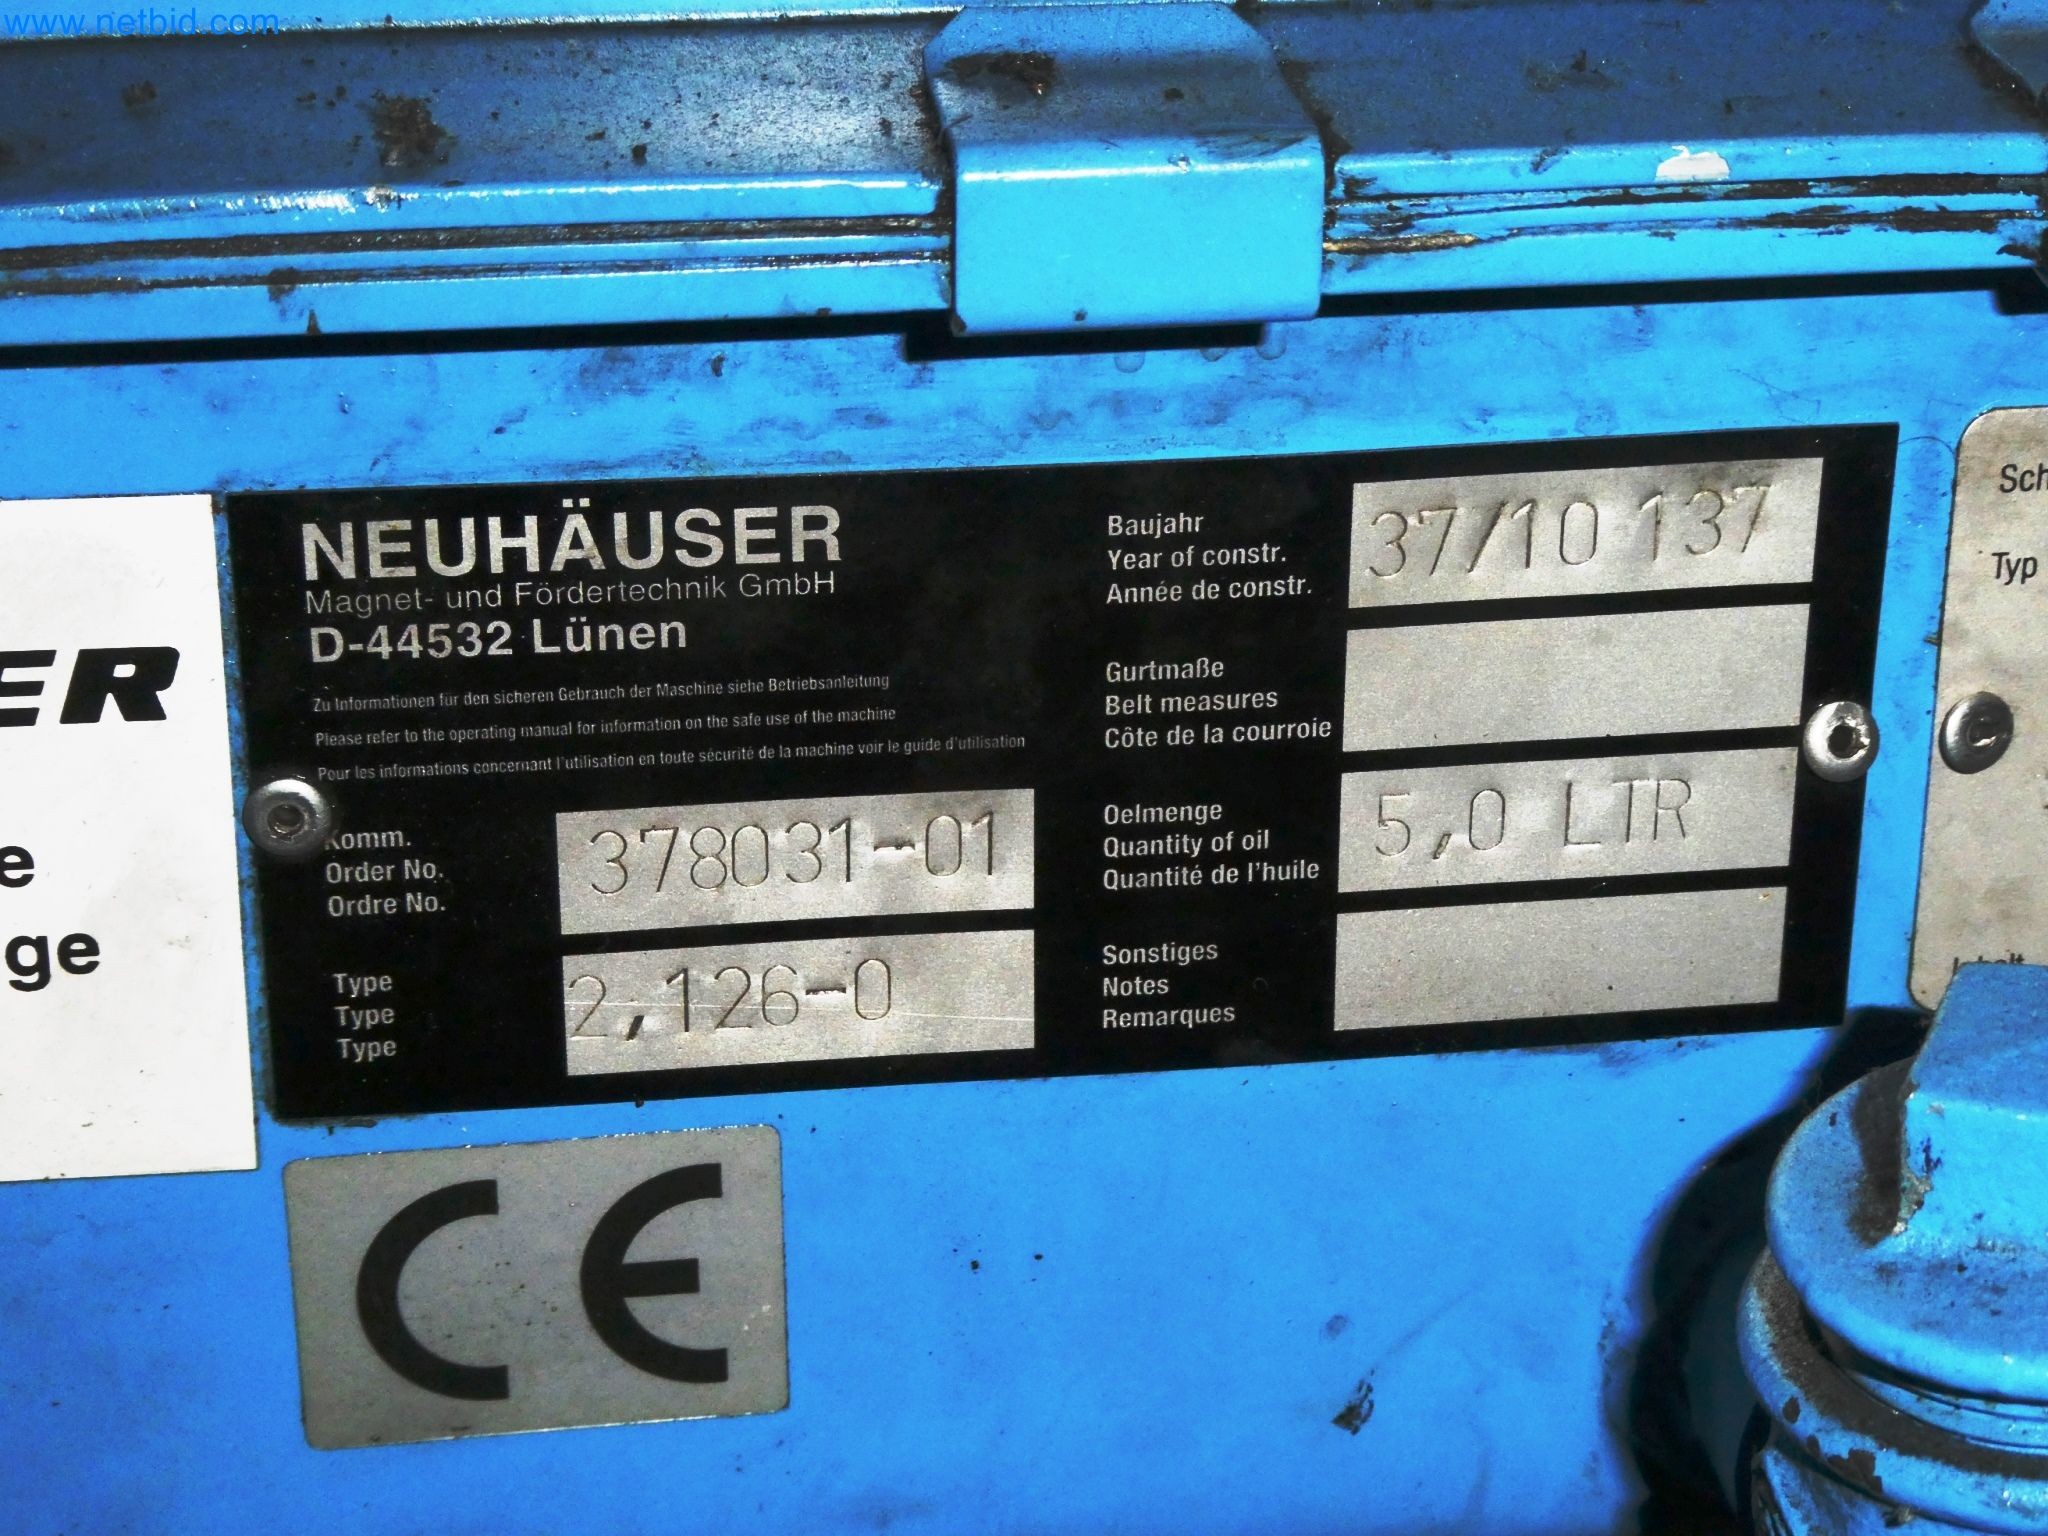 www.netbid.com
NEUHÄUSER
Magnet- und Fördertechnik GmbH
D-44532 Lünen
Zu Informationen für den sicheren Gebrauch der Maschine siehe Betriebsanleitung
Please refer to the operating manual for information on the safe use of the machine
Pour les informations concernant l'utilisation en toute sécurité de la machine voir le guide d'utilisation
Komm.
Order No.
Ordre No.
378031-01
Type
Type
Type
2,126-0
Baujahr
Year of constr.
Année de constr.
37/10 137
Gurtmaße
Belt measures
Côte de la courroie
Oelmenge
Quantity of oil
Quantité de l'huile
5,0 LTR
Sonstiges
Notes
Remarques
CE
ER
e
ge
Sch
Typ